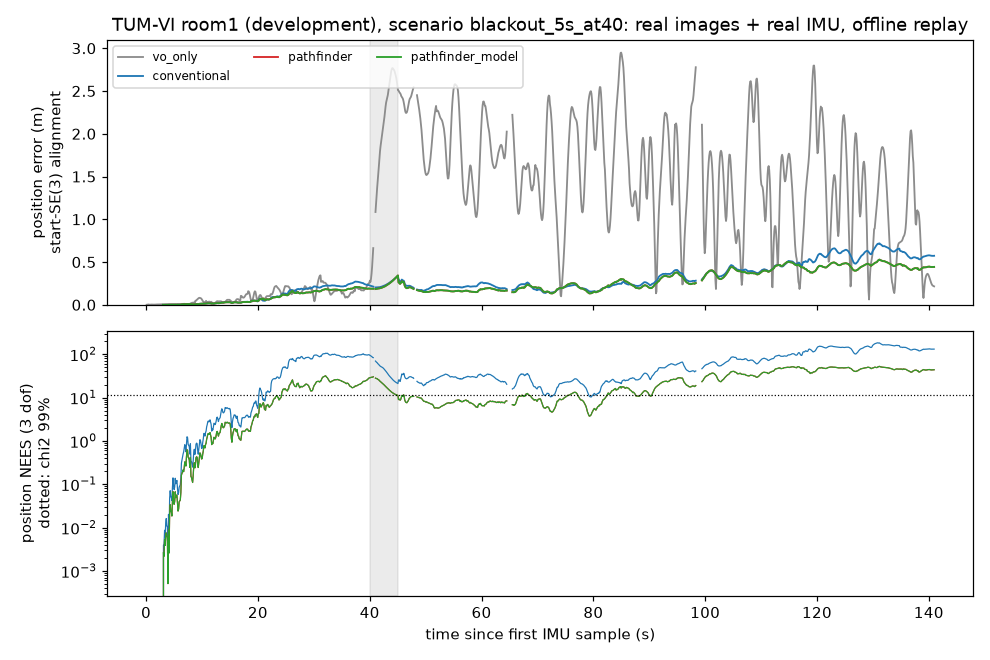 TUM-VI room1 (development), scenario blackout_5s_at40: real images + real IMU, offline replay
vo_only
conventional
pathfinder
pathfinder_model
position error (m)
start-SE(3) alignment
3.0
2.5
2.0
1.5
1.0
0.5
0.0
position NEES (3 dof)
dotted: chi2 99%
10²
10¹
10⁰
10⁻¹
10⁻²
10⁻³
0
20
40
60
80
100
120
140
time since first IMU sample (s)